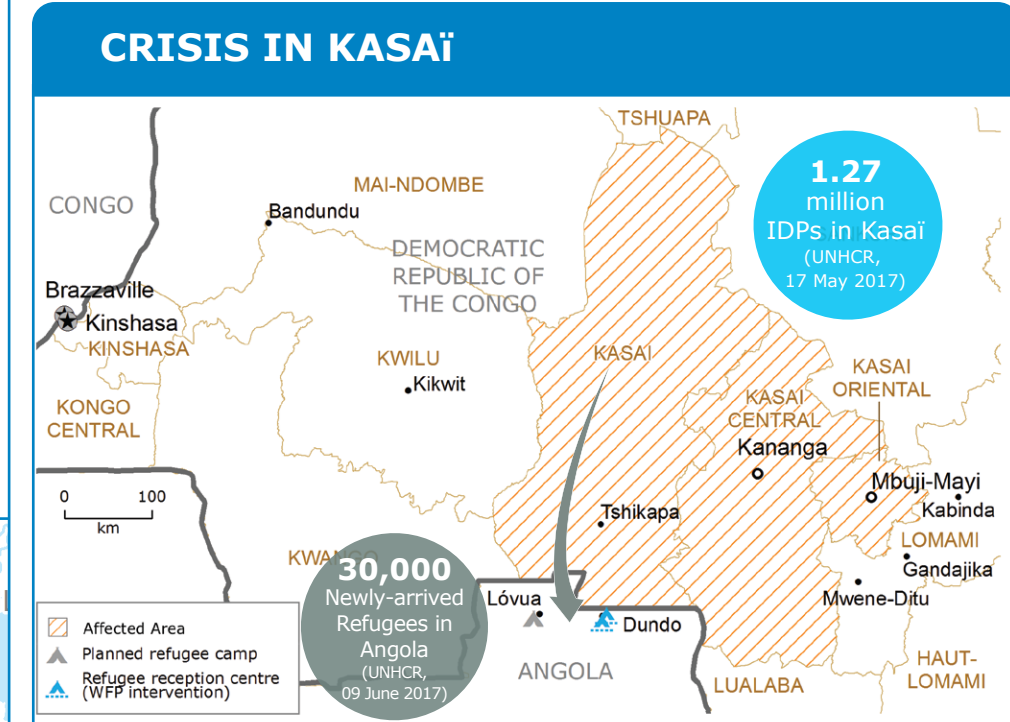 CRISIS IN KASAï
TSHUAPA
1.27
million
IDPs in Kasaï
(UNHCR,
17 May 2017)
MAI-NDOMBE
CONGO
Bandundu
DEMOCRATIC
REPUBLIC OF
THE CONGO
Brazzaville
Kinshasa
KINSHASA
KWILU
Kikwit
KASAI
KASAI
ORIENTAL
KASAI
CENTRAL
KONGO
CENTRAL
Kananga
Mbuji-Mayi
Kabinda
0 100
km
Tshikapa
LOMAMI
Gandajika
KWANGO
30,000
Newly-arrived
Refugees in
Angola
(UNHCR,
09 June 2017)
Mwene-Ditu
Lóvua
Dundo
ANGOLA
LUALABA
HAUT-
LOMAMI
Affected Area
Planned refugee camp
Refugee reception centre
(WFP intervention)